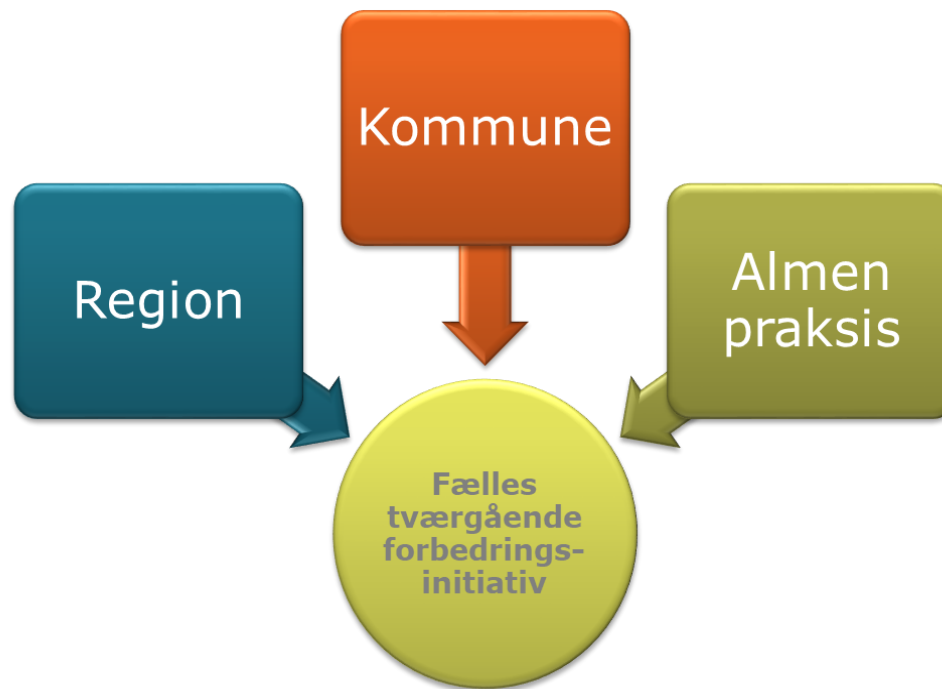 Kommune
Region
Almen
praksis
Fælles
tværgående
forbedrings-
initiativ